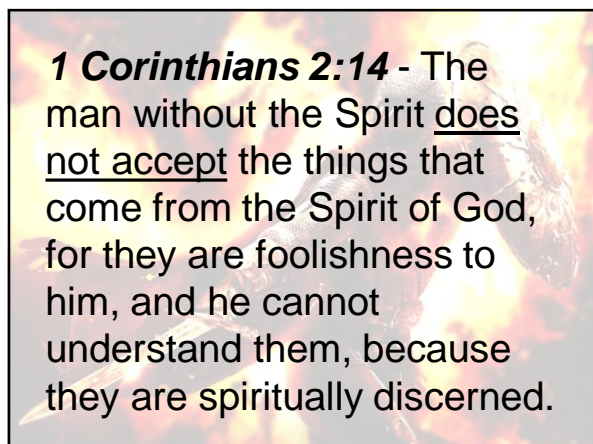 1 Corinthians 2:14 - The
man without the Spirit does
not accept the things that
come from the Spirit of God,
for they are foolishness to
him, and he cannot
understand them, because
they are spiritually discerned.